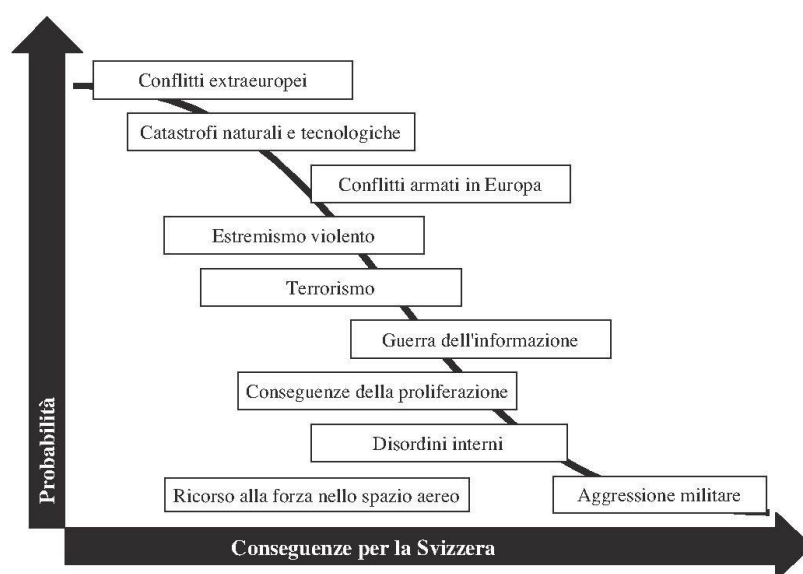 Conflitti extraeuropei
Catastrofi naturali e tecnologiche
Conflitti armati in Europa
Estremismo violento
Terrorismo
Guerra dell'informazione
Conseguenze della proliferazione
Disordini interni
Ricorso alla forza nello spazio aereo
Aggressione militare
Probabilità
Conseguenze per la Svizzera